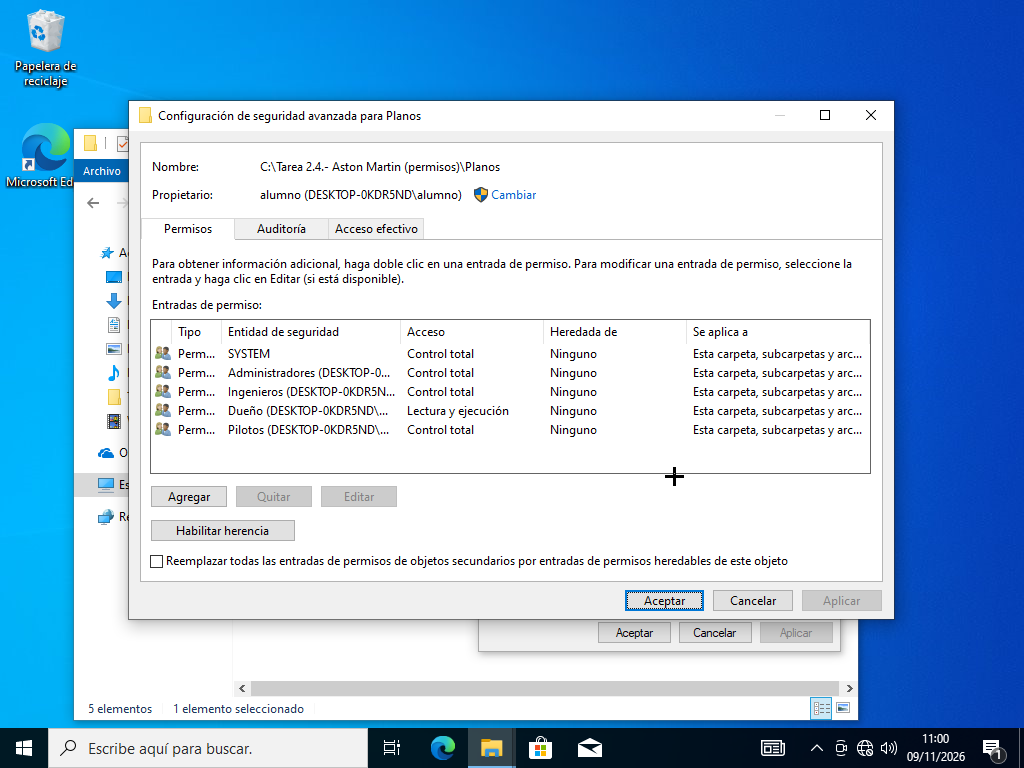 Papelera de
reciclaje
Microsoft Ed
Configuración de seguridad avanzada para Planos
Archivo
Nombre: C:\Tarea 2.4.- Aston Martin (permisos)\Planos
Propietario: alumno (DESKTOP-0KDR5ND\alumno) Cambiar
Permisos Auditoría Acceso efectivo
Para obtener información adicional, haga doble clic en una entrada de permiso. Para modificar una entrada de permiso, seleccione la
entrada y haga clic en Editar (si está disponible).
Entradas de permiso:
Tipo Entidad de seguridad Acceso Heredada de Se aplica a
Perm... SYSTEM Control total Ninguno Esta carpeta, subcarpetas y arc...
Perm... Administradores (DESKTOP-0... Control total Ninguno Esta carpeta, subcarpetas y arc...
Perm... Ingenieros (DESKTOP-0KDR5N... Control total Ninguno Esta carpeta, subcarpetas y arc...
Perm... Dueño (DESKTOP-0KDR5ND\... Lectura y ejecución Ninguno Esta carpeta, subcarpetas y arc...
Perm... Pilotos (DESKTOP-0KDR5ND\... Control total Ninguno Esta carpeta, subcarpetas y arc...
Agregar Quitar Editar
Habilitar herencia
Reemplazar todas las entradas de permisos de objetos secundarios por entradas de permisos heredables de este objeto
Aceptar Cancelar Aplicar
Aceptar Cancelar Aplicar
5 elementos 1 elemento seleccionado
Escribe aquí para buscar.
11:00
09/11/2026
1